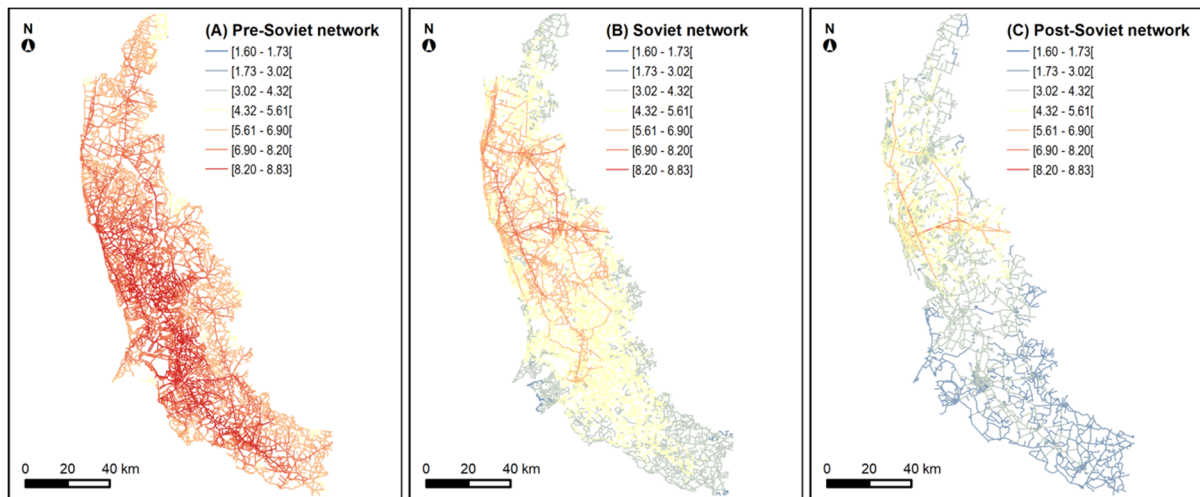 N
(A) Pre-Soviet network
[1.60 - 1.73[
[1.73 - 3.02[
[3.02 - 4.32[
[4.32 - 5.61[
[5.61 - 6.90[
[6.90 - 8.20[
[8.20 - 8.83]
0 20 40 km
N
(B) Soviet network
[1.60 - 1.73[
[1.73 - 3.02[
[3.02 - 4.32[
[4.32 - 5.61[
[5.61 - 6.90[
[6.90 - 8.20[
[8.20 - 8.83]
0 20 40 km
N
(C) Post-Soviet network
[1.60 - 1.73[
[1.73 - 3.02[
[3.02 - 4.32[
[4.32 - 5.61[
[5.61 - 6.90[
[6.90 - 8.20[
[8.20 - 8.83]
0 20 40 km